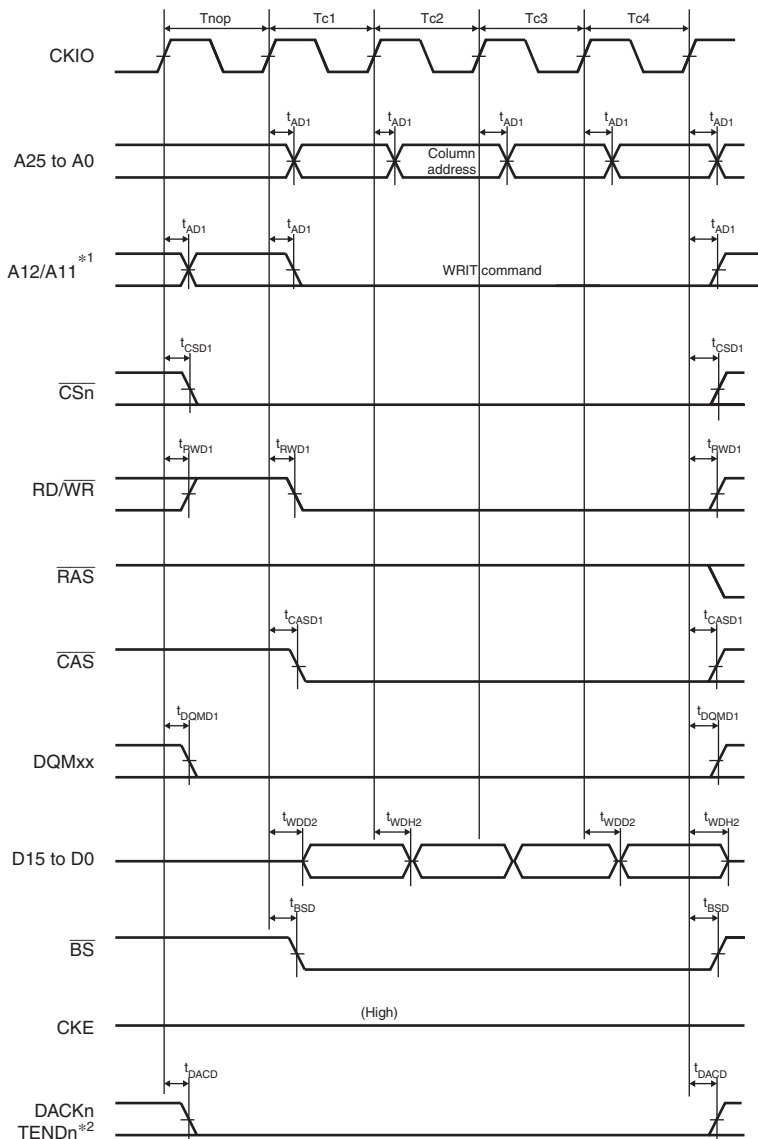 Tnop Tc1 Tc2 Tc3 Tc4
CKIO
tAD1 tAD1 tAD1 tAD1 tAD1
A25 to A0
Column
address
tAD1 tAD1 tAD1
A12/A11*1
WRIT command
tCSD1 tCSD1
CSn
tRWD1 tRWD1 tRWD1
RD/WR
RAS
tCASD1 tCASD1
CAS
tDQMD1 tDQMD1
DQMxx
tWDD2 tWDH2 tWDD2 tWDH2
D15 to D0
tBSD tBSD
BS
(High)
CKE
tDACD tDACD
DACKn
TENDn*2